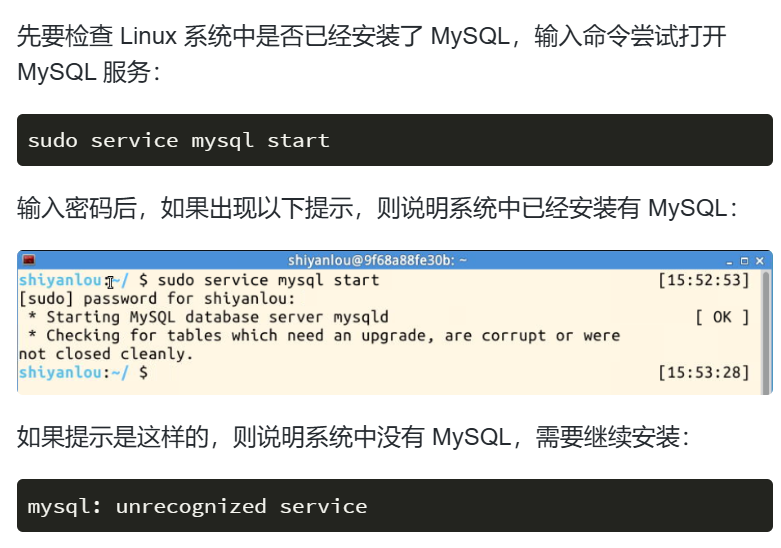 先要检查 Linux 系统中是否已经安装了 MySQL，输入命令尝试打开
MySQL 服务：
sudo service mysql start
输入密码后，如果出现以下提示，则说明系统中已经安装有 MySQL：
shiyanlou@9f68a88fe30b: ~
shiyanlou:~/ $ sudo service mysql start [15:52:53]
[sudo] password for shiyanlou:
* Starting MySQL database server mysqld [ OK ]
* Checking for tables which need an upgrade, are corrupt or were
not closed cleanly.
shiyanlou:~/ $ [15:53:28]
如果提示是这样的，则说明系统中没有 MySQL，需要继续安装：
mysql: unrecognized service